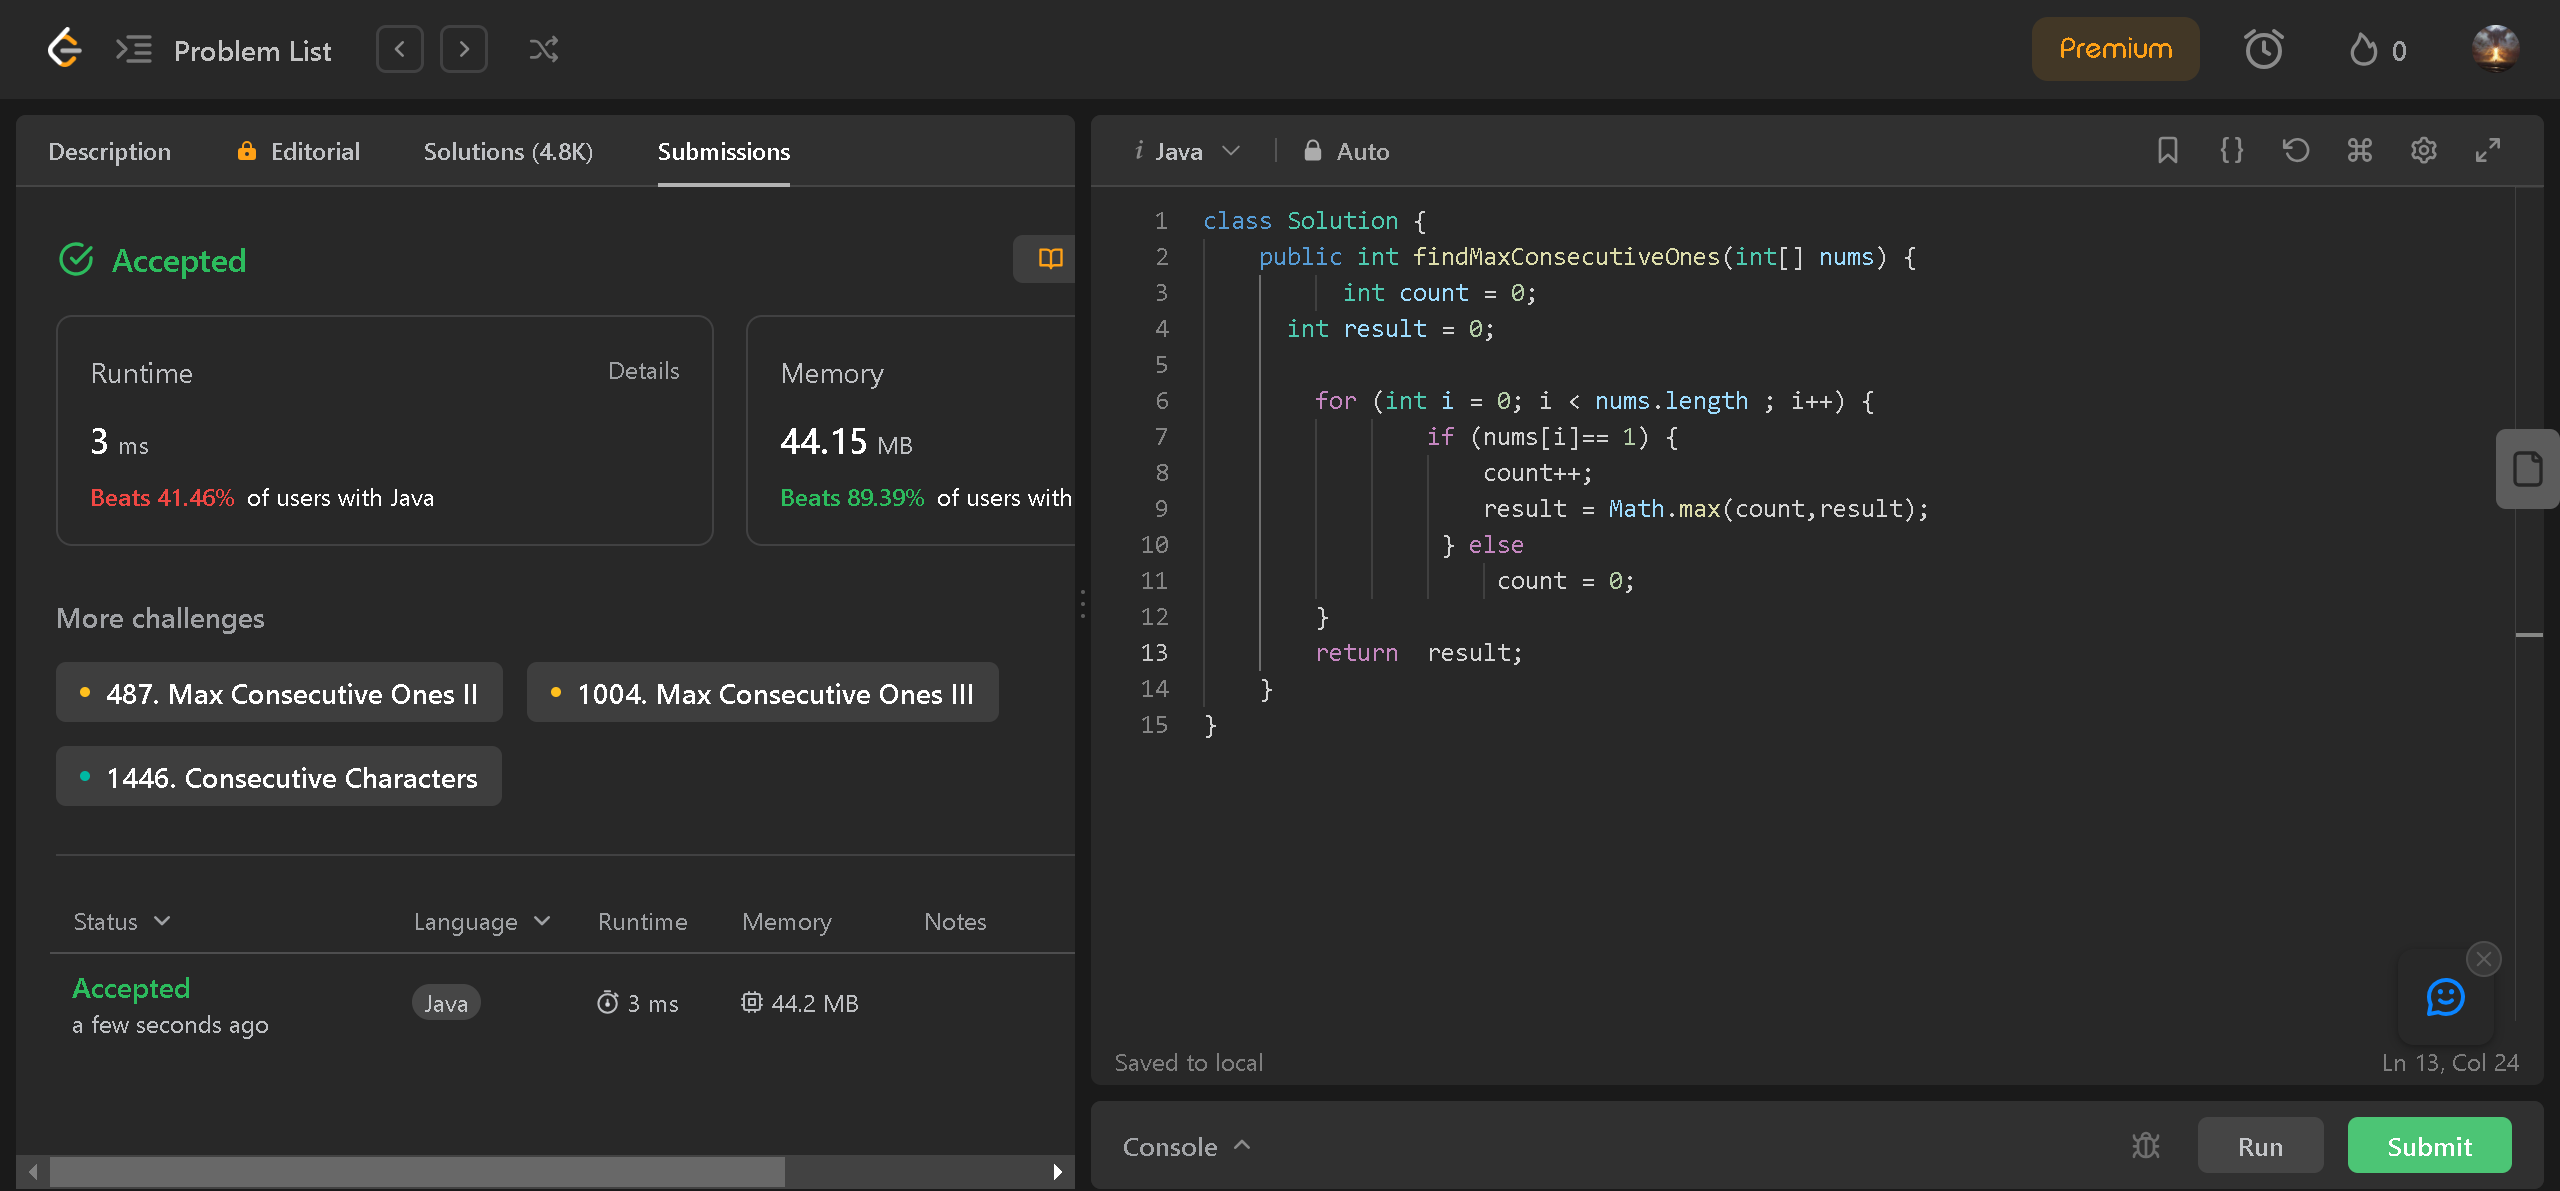 Problem List
Premium
0
Description
Editorial
Solutions (4.8K)
Submissions
Accepted
Runtime
Details
3 ms
Beats 41.46% of users with Java
Memory
44.15 MB
Beats 89.39% of users with
More challenges
487. Max Consecutive Ones II
1004. Max Consecutive Ones III
1446. Consecutive Characters
Status Language Runtime Memory Notes
Accepted
a few seconds ago
Java
3 ms
44.2 MB
i Java
Auto
1 class Solution {
2 public int findMaxConsecutiveOnes(int[] nums) {
3 int count = 0;
4 int result = 0;
5
6 for (int i = 0; i < nums.length ; i++) {
7 if (nums[i]== 1) {
8 count++;
9 result = Math.max(count,result);
10 } else
11 count = 0;
12 }
13 return  result;
14 }
15 }
Saved to local
Ln 13, Col 24
Console
Run
Submit